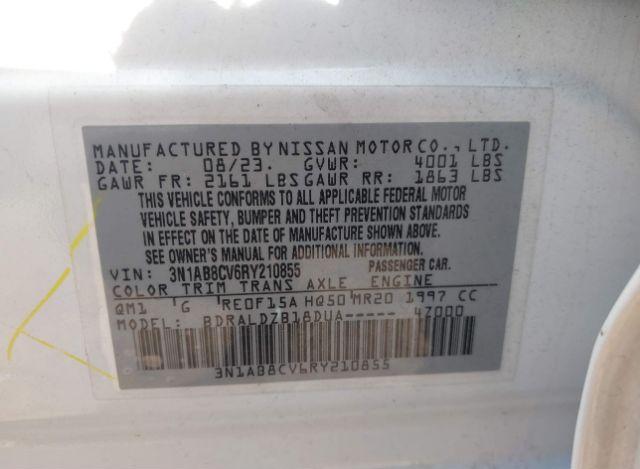 MANUFACTURED BY NISSAN MOTOR CO., LTD.
DATE: 08/23. GVWR: 4001 LBS
GAWR FR: 2161 LBS GAWR RR: 1863 LBS
THIS VEHICLE CONFORMS TO ALL APPLICABLE FEDERAL MOTOR
VEHICLE SAFETY, BUMPER AND THEFT PREVENTION STANDARDS
IN EFFECT ON THE DATE OF MANUFACTURE SHOWN ABOVE.
SEE OWNER'S MANUAL FOR ADDITIONAL INFORMATION.
VIN: 3N1AB8CV6RY210855 PASSENGER CAR.
COLOR TRIM TRANS AXLE ENGINE
QM1 G RE0F15A HQ50 MR20 1997 CC
MODEL: BDRALDZB18DUA----- 4Z000
3N1AB8CV6RY210855